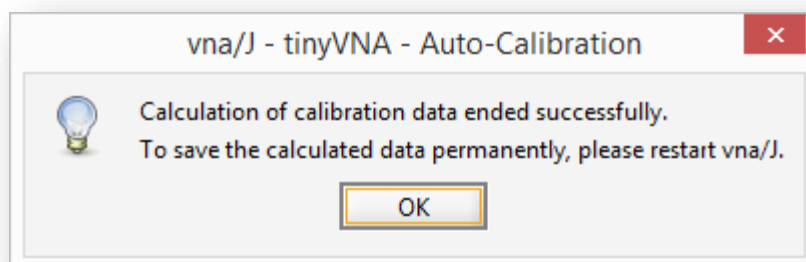 vna/J - tinyVNA - Auto-Calibration
Calculation of calibration data ended successfully.
To save the calculated data permanently, please restart vna/J.
OK